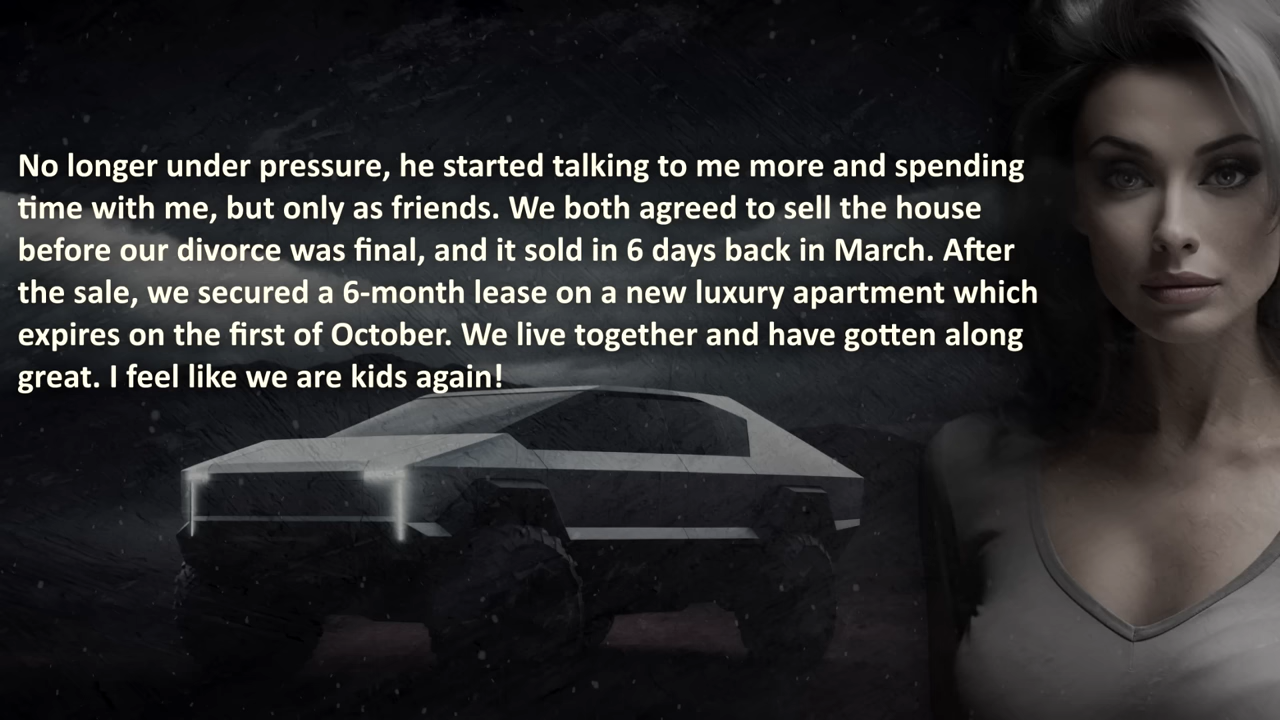 No longer under pressure, he started talking to me more and spending
time with me, but only as friends. We both agreed to sell the house
before our divorce was final, and it sold in 6 days back in March. After
the sale, we secured a 6-month lease on a new luxury apartment which
expires on the first of October. We live together and have gotten along
great. I feel like we are kids again!